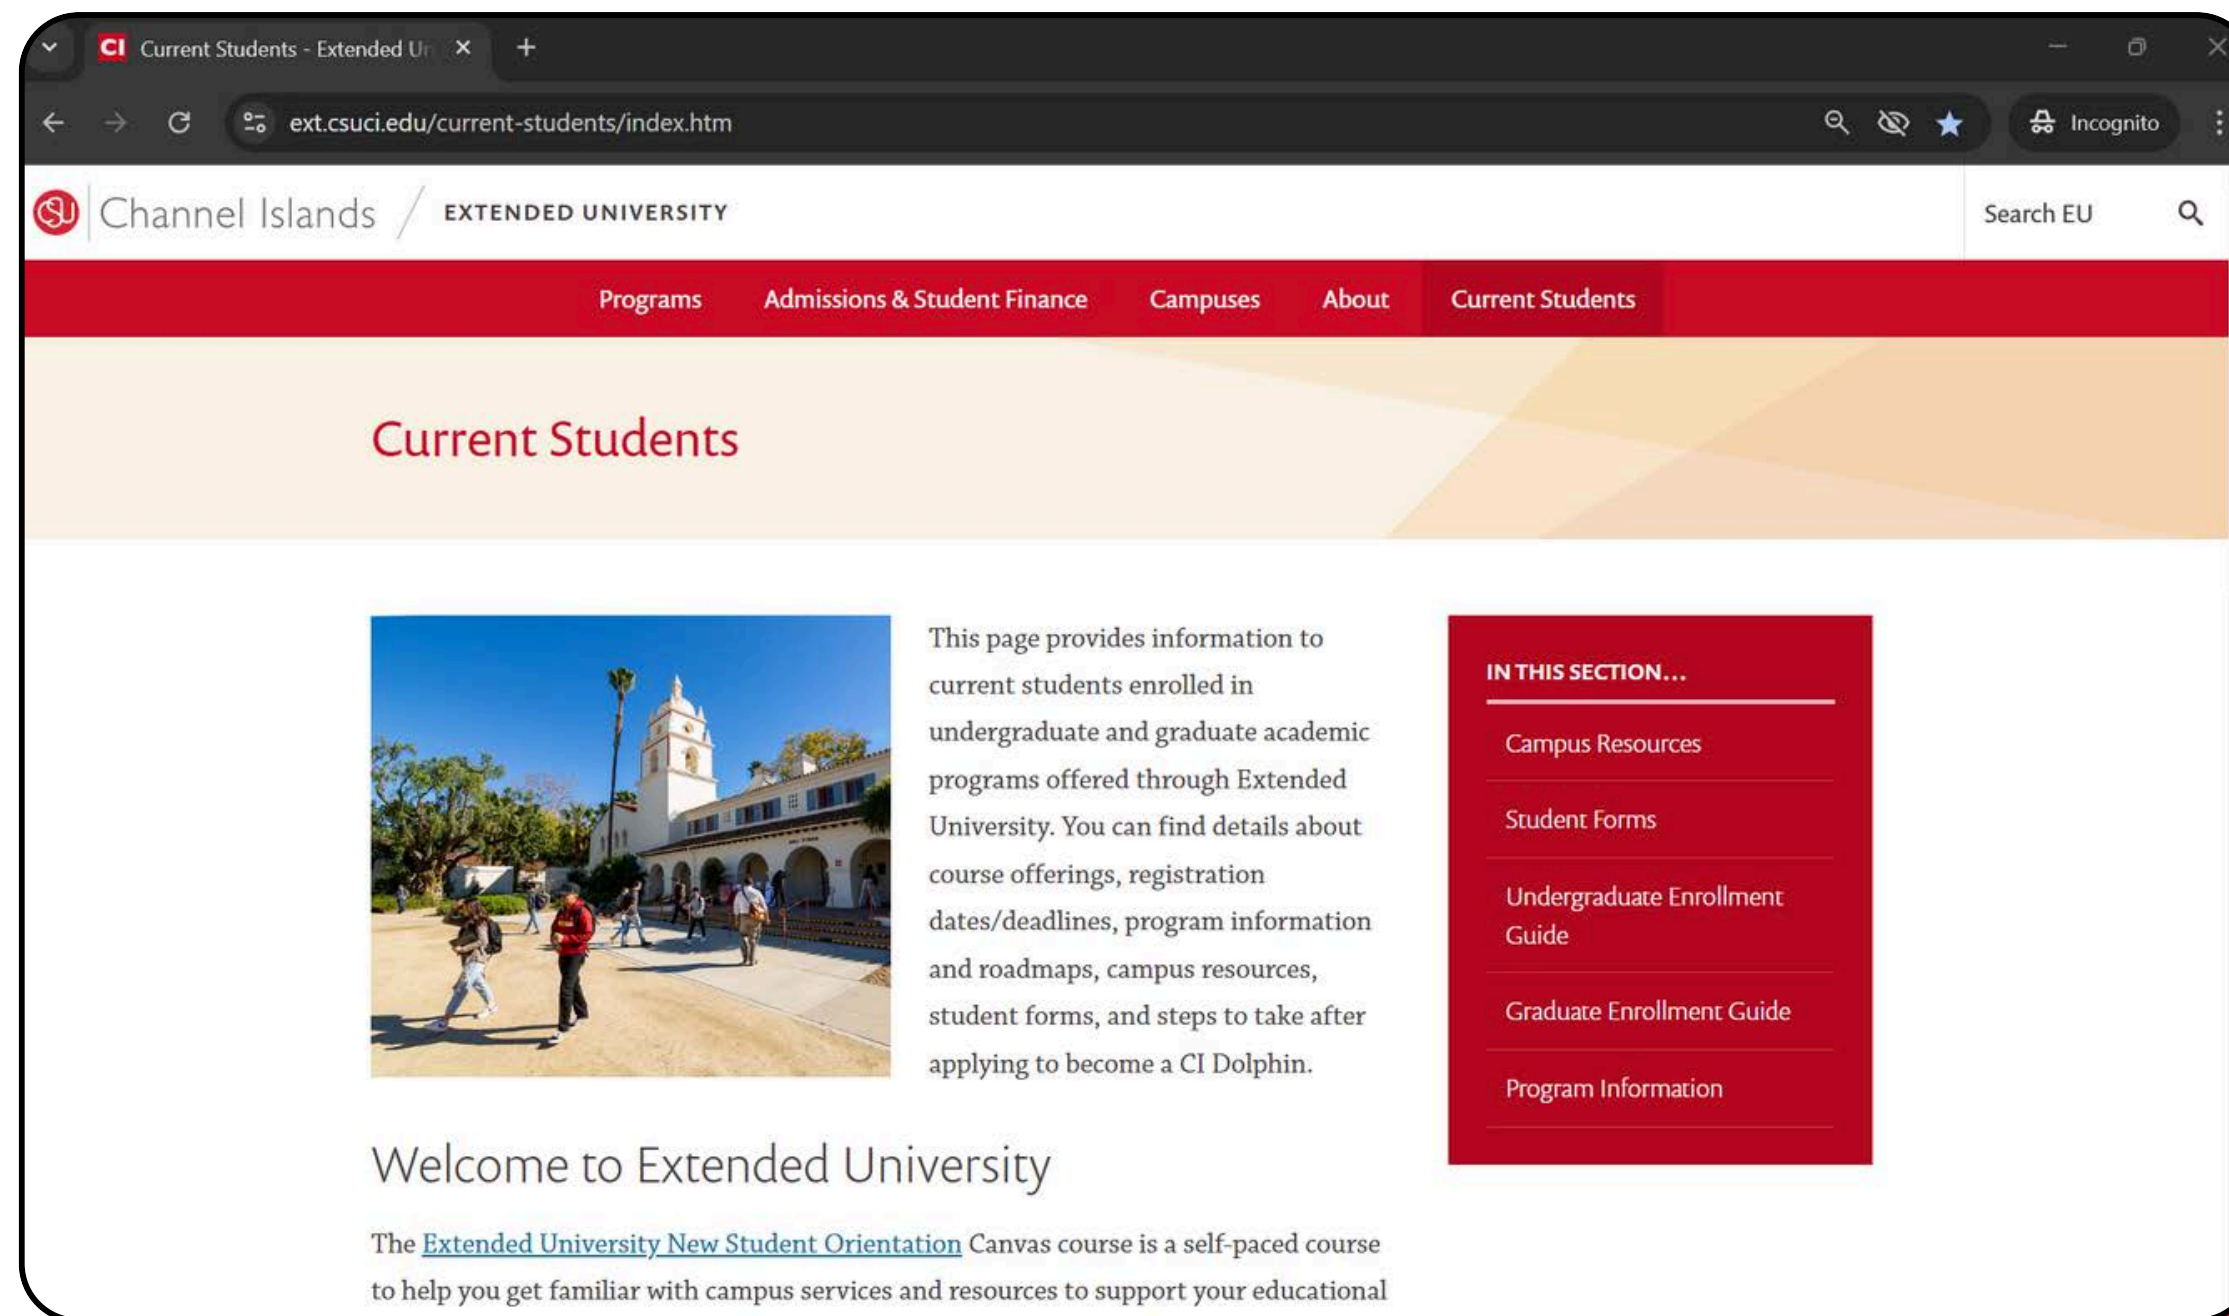 CI Current Students - Extended Un
ext.csuci.edu/current-students/index.htm
Incognito
CSU Channel Islands / EXTENDED UNIVERSITY
Search EU
Programs Admissions & Student Finance Campuses About Current Students
Current Students
This page provides information to
current students enrolled in
undergraduate and graduate academic
programs offered through Extended
University. You can find details about
course offerings, registration
dates/deadlines, program information
and roadmaps, campus resources,
student forms, and steps to take after
applying to become a CI Dolphin.
IN THIS SECTION...
Campus Resources
Student Forms
Undergraduate Enrollment
Guide
Graduate Enrollment Guide
Program Information
Welcome to Extended University
The Extended University New Student Orientation Canvas course is a self-paced course
to help you get familiar with campus services and resources to support your educational